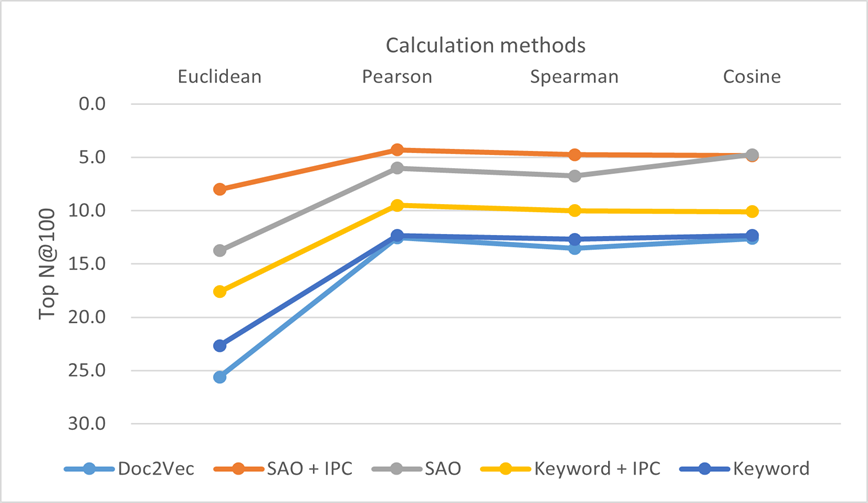 Calculation methods
Euclidean Pearson Spearman Cosine
0.0
5.0
10.0
15.0
20.0
25.0
30.0
Top N@100
Doc2Vec SAO + IPC SAO Keyword + IPC Keyword